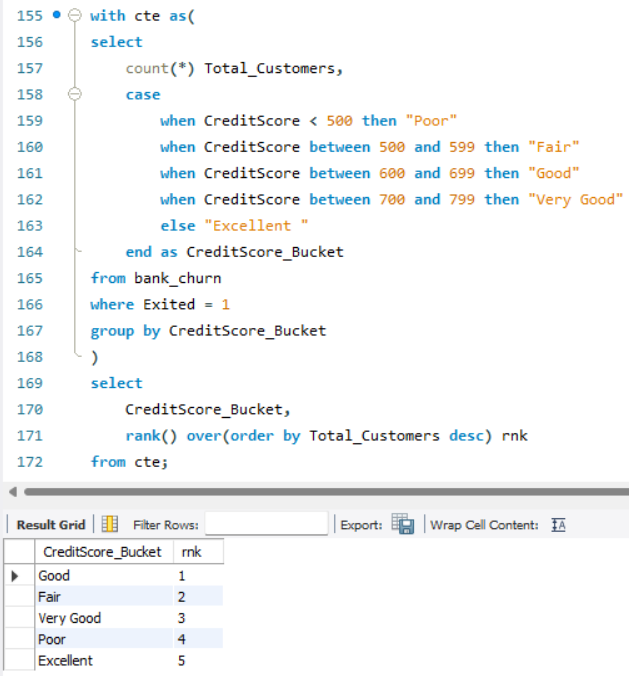 155 with cte as(
156 select
157 count(*) Total_Customers,
158 case
159 when CreditScore < 500 then "Poor"
160 when CreditScore between 500 and 599 then "Fair"
161 when CreditScore between 600 and 699 then "Good"
162 when CreditScore between 700 and 799 then "Very Good"
163 else "Excellent "
164 end as CreditScore_Bucket
165 from bank_churn
166 where Exited = 1
167 group by CreditScore_Bucket
168 )
169 select
170 CreditScore_Bucket,
171 rank() over(order by Total_Customers desc) rnk
172 from cte;
Result Grid Filter Rows: Export: Wrap Cell Content: IA
CreditScore_Bucket rnk
Good 1
Fair 2
Very Good 3
Poor 4
Excellent 5